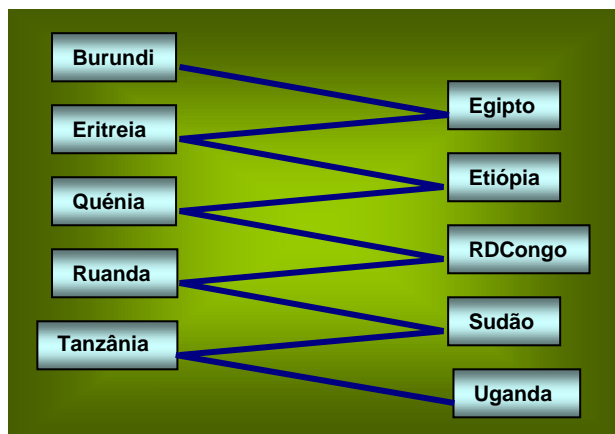 Burundi
Egipto
Eritreia
Etiópia
Quénia
RDCongo
Ruanda
Sudão
Tanzânia
Uganda